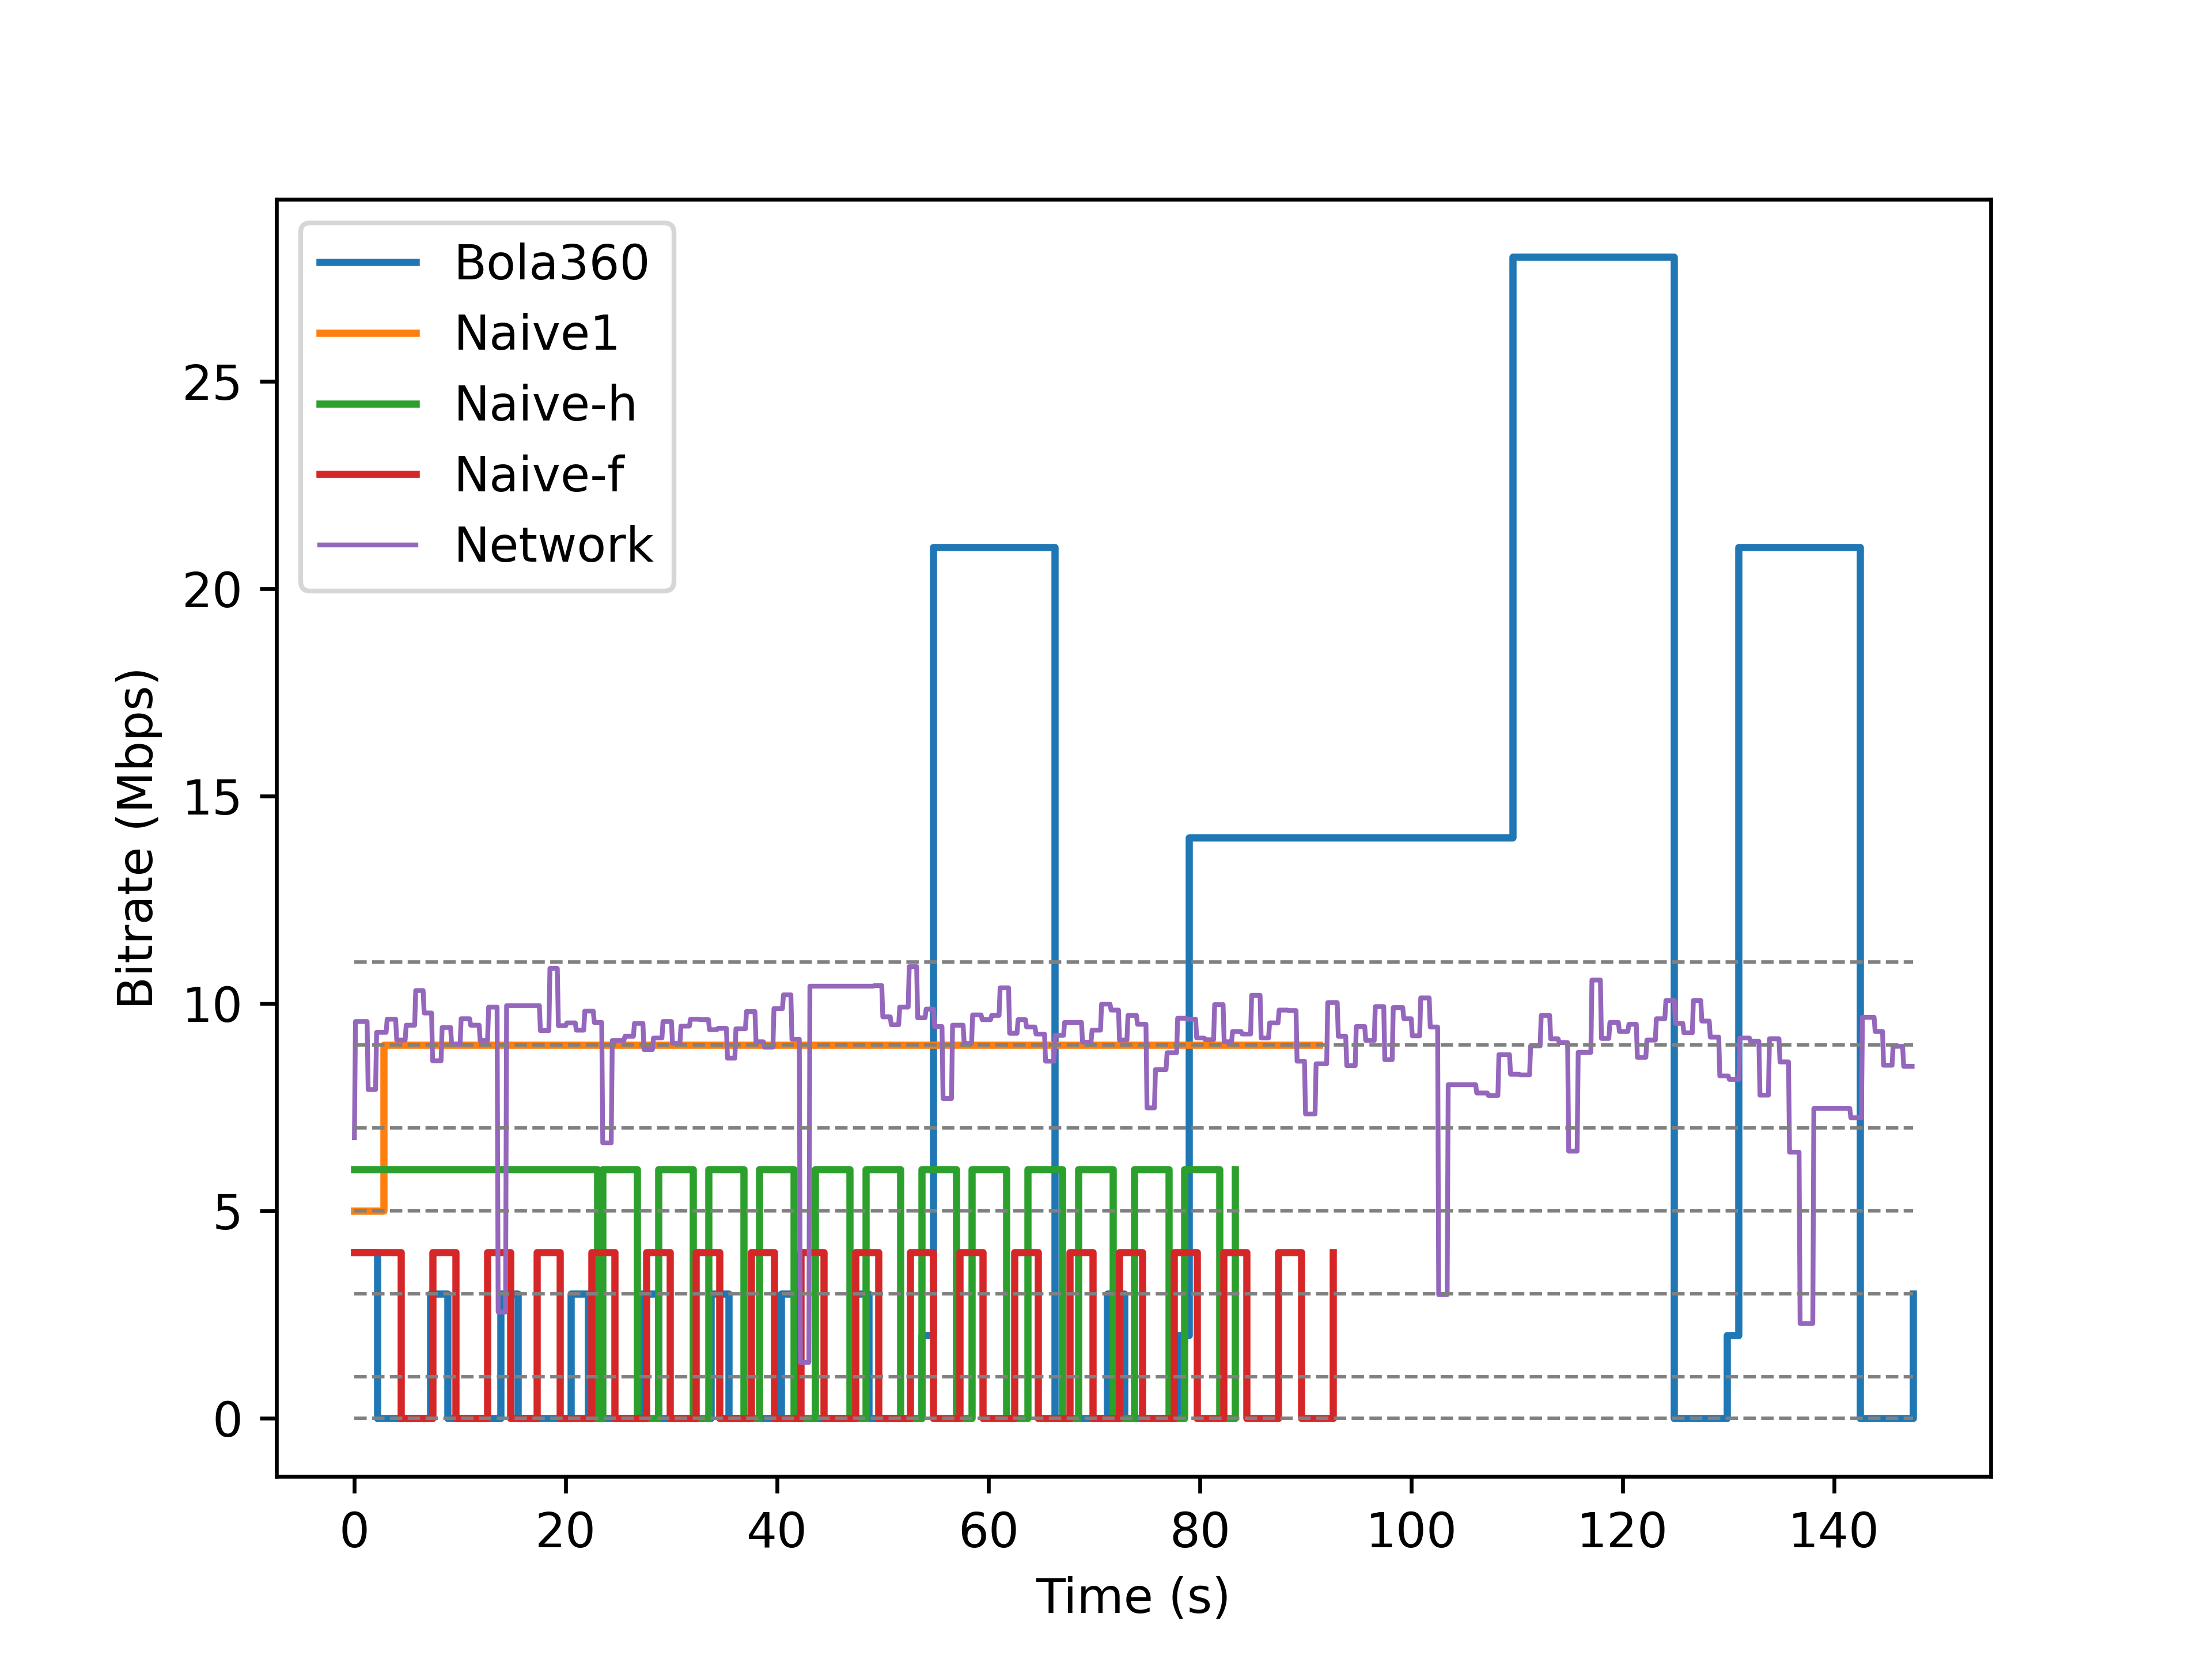 Bola360
Naive1
Naive-h
Naive-f
Network
Bitrate (Mbps)
25
20
15
10
5
0
0 20 40 60 80 100 120 140
Time (s)